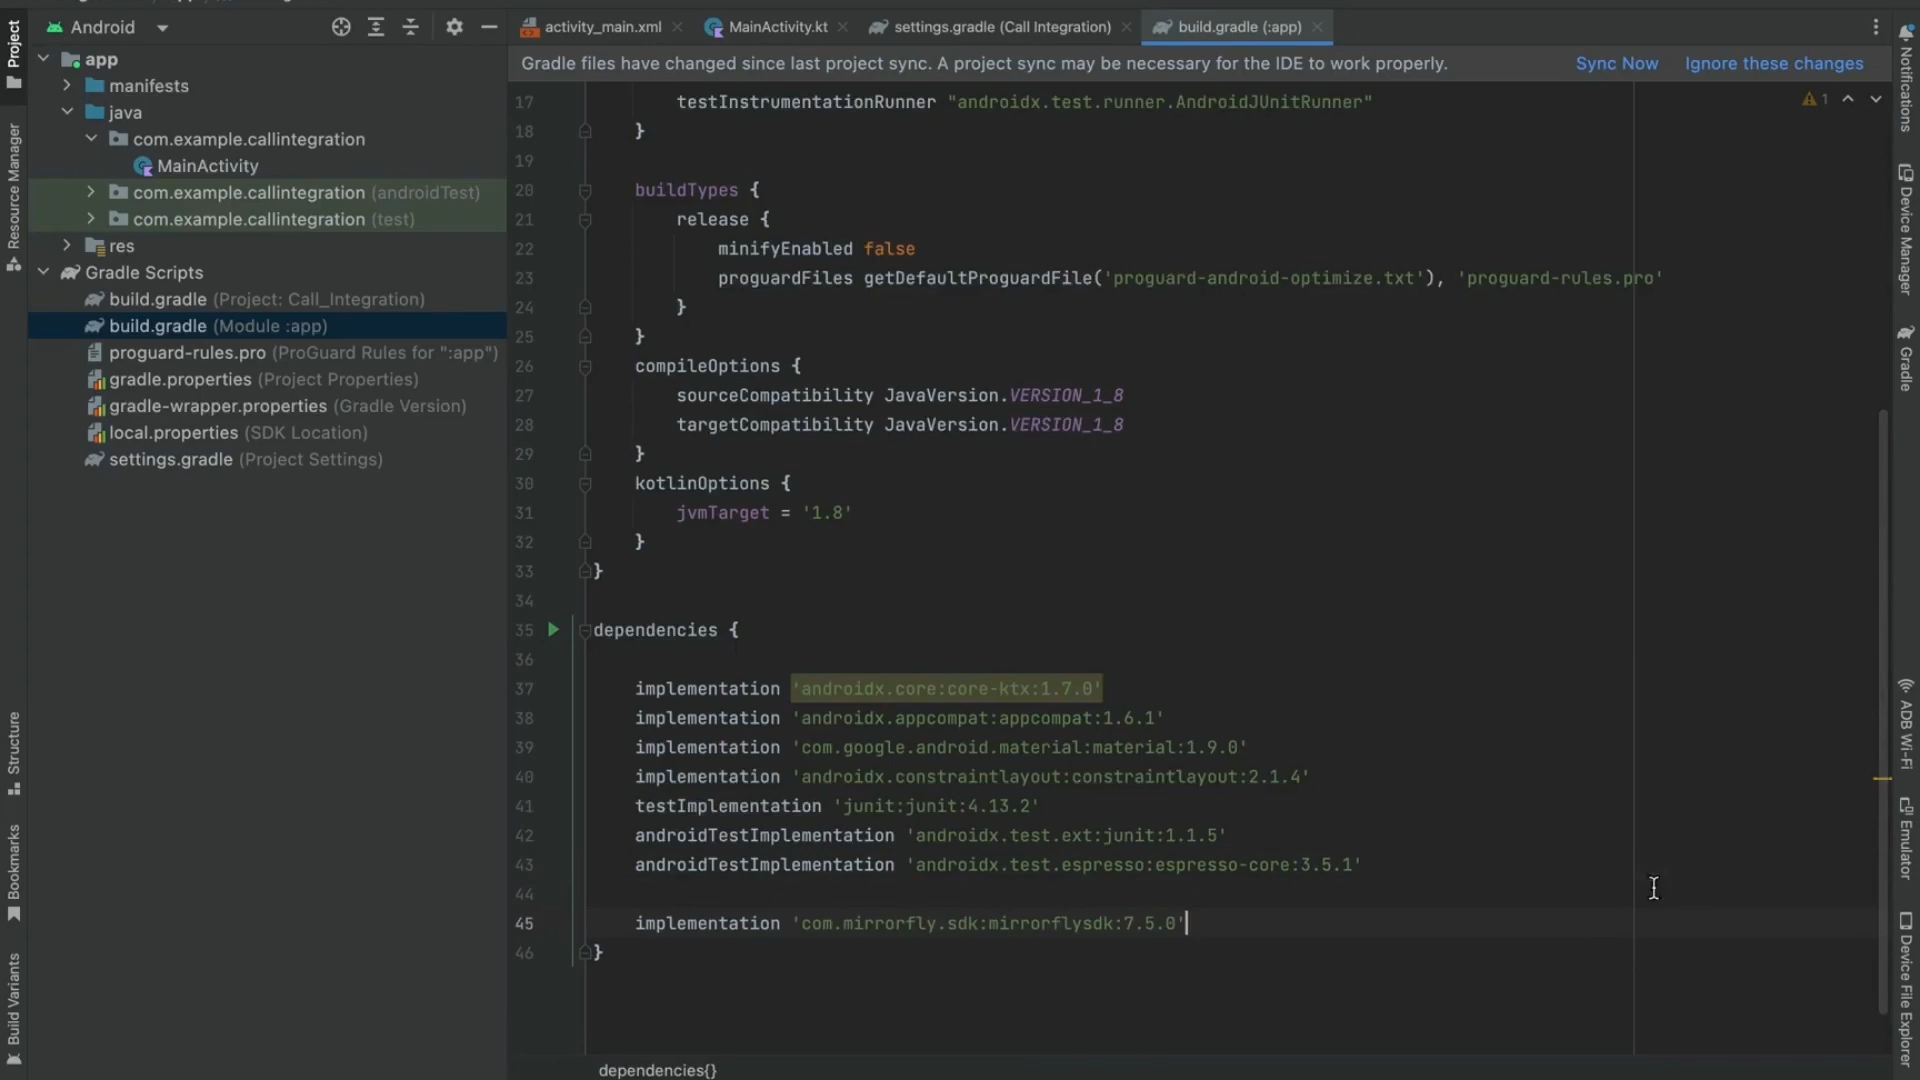 Project
Android
activity_main.xml
MainActivity.kt
settings.gradle (Call Integration)
build.gradle (:app)
Gradle files have changed since last project sync. A project sync may be necessary for the IDE to work properly.
Sync Now
Ignore these changes
app
manifests
java
com.example.callintegration
MainActivity
com.example.callintegration (androidTest)
com.example.callintegration (test)
res
Gradle Scripts
build.gradle (Project: Call_Integration)
build.gradle (Module :app)
proguard-rules.pro (ProGuard Rules for ":app")
gradle.properties (Project Properties)
gradle-wrapper.properties (Gradle Version)
local.properties (SDK Location)
settings.gradle (Project Settings)
Resource Manager
Structure
Bookmarks
Build Variants
17 testInstrumentationRunner "androidx.test.runner.AndroidJUnitRunner"
18 }
19
20 buildTypes {
21 release {
22 minifyEnabled false
23 proguardFiles getDefaultProguardFile('proguard-android-optimize.txt'), 'proguard-rules.pro'
24 }
25 }
26 compileOptions {
27 sourceCompatibility JavaVersion.VERSION_1_8
28 targetCompatibility JavaVersion.VERSION_1_8
29 }
30 kotlinOptions {
31 jvmTarget = '1.8'
32 }
33 }
34
35 dependencies {
36
37 implementation 'androidx.core:core-ktx:1.7.0'
38 implementation 'androidx.appcompat:appcompat:1.6.1'
39 implementation 'com.google.android.material:material:1.9.0'
40 implementation 'androidx.constraintlayout:constraintlayout:2.1.4'
41 testImplementation 'junit:junit:4.13.2'
42 androidTestImplementation 'androidx.test.ext:junit:1.1.5'
43 androidTestImplementation 'androidx.test.espresso:espresso-core:3.5.1'
44
45 implementation 'com.mirrorfly.sdk:mirrorflysdk:7.5.0'
46 }
dependencies{}
1
Notifications
Device Manager
Gradle
ADB Wi-Fi
Emulator
Device File Explorer